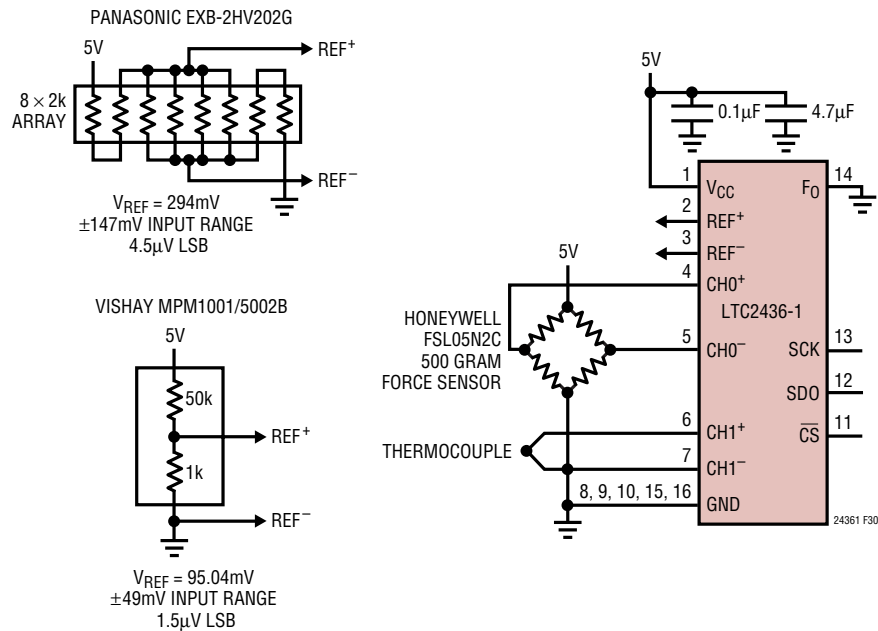 PANASONIC EXB-2HV202G
5V
REF+
8 × 2k
ARRAY
REF–
VREF = 294mV
±147mV INPUT RANGE
4.5µV LSB
VISHAY MPM1001/5002B
5V
50k
REF+
1k
REF–
VREF = 95.04mV
±49mV INPUT RANGE
1.5µV LSB
5V
0.1µF
4.7µF
1
VCC
FO
14
2
REF+
3
REF–
4
CH0+
5V
LTC2436-1
HONEYWELL
FSL05N2C
500 GRAM
FORCE SENSOR
5
CH0–
SCK
13
SDO
12
6
CH1+
CS
11
THERMOCOUPLE
7
CH1–
8, 9, 10, 15, 16
GND
24361 F30